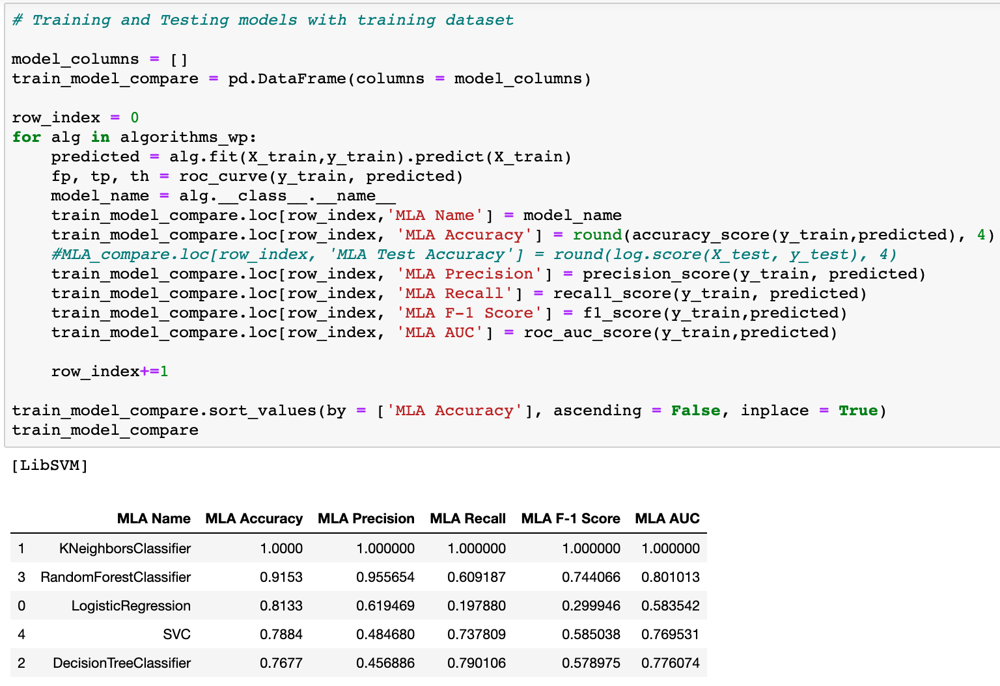 # Training and Testing models with training dataset
model_columns = []
train_model_compare = pd.DataFrame(columns = model_columns)
row_index = 0
for alg in algorithms_wp:
    predicted = alg.fit(X_train,y_train).predict(X_train)
    fp, tp, th = roc_curve(y_train, predicted)
    model_name = alg.__class__.__name__
    train_model_compare.loc[row_index,'MLA Name'] = model_name
    train_model_compare.loc[row_index, 'MLA Accuracy'] = round(accuracy_score(y_train,predicted), 4)
    #MLA_compare.loc[row_index, 'MLA Test Accuracy'] = round(log.score(X_test, y_test), 4)
    train_model_compare.loc[row_index, 'MLA Precision'] = precision_score(y_train, predicted)
    train_model_compare.loc[row_index, 'MLA Recall'] = recall_score(y_train, predicted)
    train_model_compare.loc[row_index, 'MLA F-1 Score'] = f1_score(y_train,predicted)
    train_model_compare.loc[row_index, 'MLA AUC'] = roc_auc_score(y_train,predicted)
    row_index+=1
train_model_compare.sort_values(by = ['MLA Accuracy'], ascending = False, inplace = True)
train_model_compare
[LibSVM]
MLA Name MLA Accuracy MLA Precision MLA Recall MLA F-1 Score MLA AUC
1 KNeighborsClassifier 1.0000 1.000000 1.000000 1.000000 1.000000
3 RandomForestClassifier 0.9153 0.955654 0.609187 0.744066 0.801013
0 LogisticRegression 0.8133 0.619469 0.197880 0.299946 0.583542
4 SVC 0.7884 0.484680 0.737809 0.585038 0.769531
2 DecisionTreeClassifier 0.7677 0.456886 0.790106 0.578975 0.776074